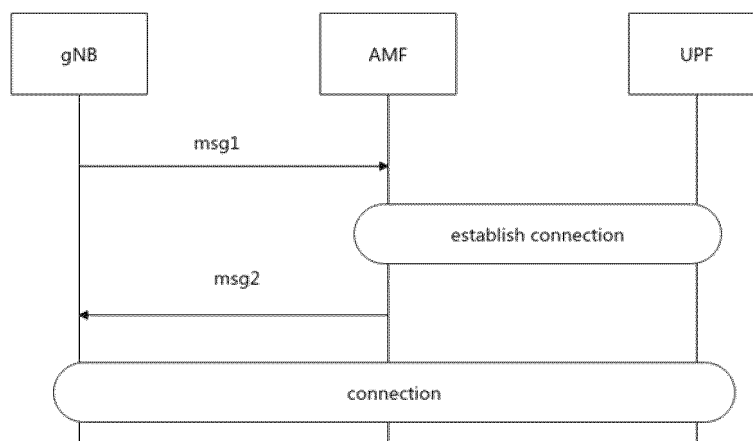 gNB
AMF
UPF
msg1
establish connection
msg2
connection